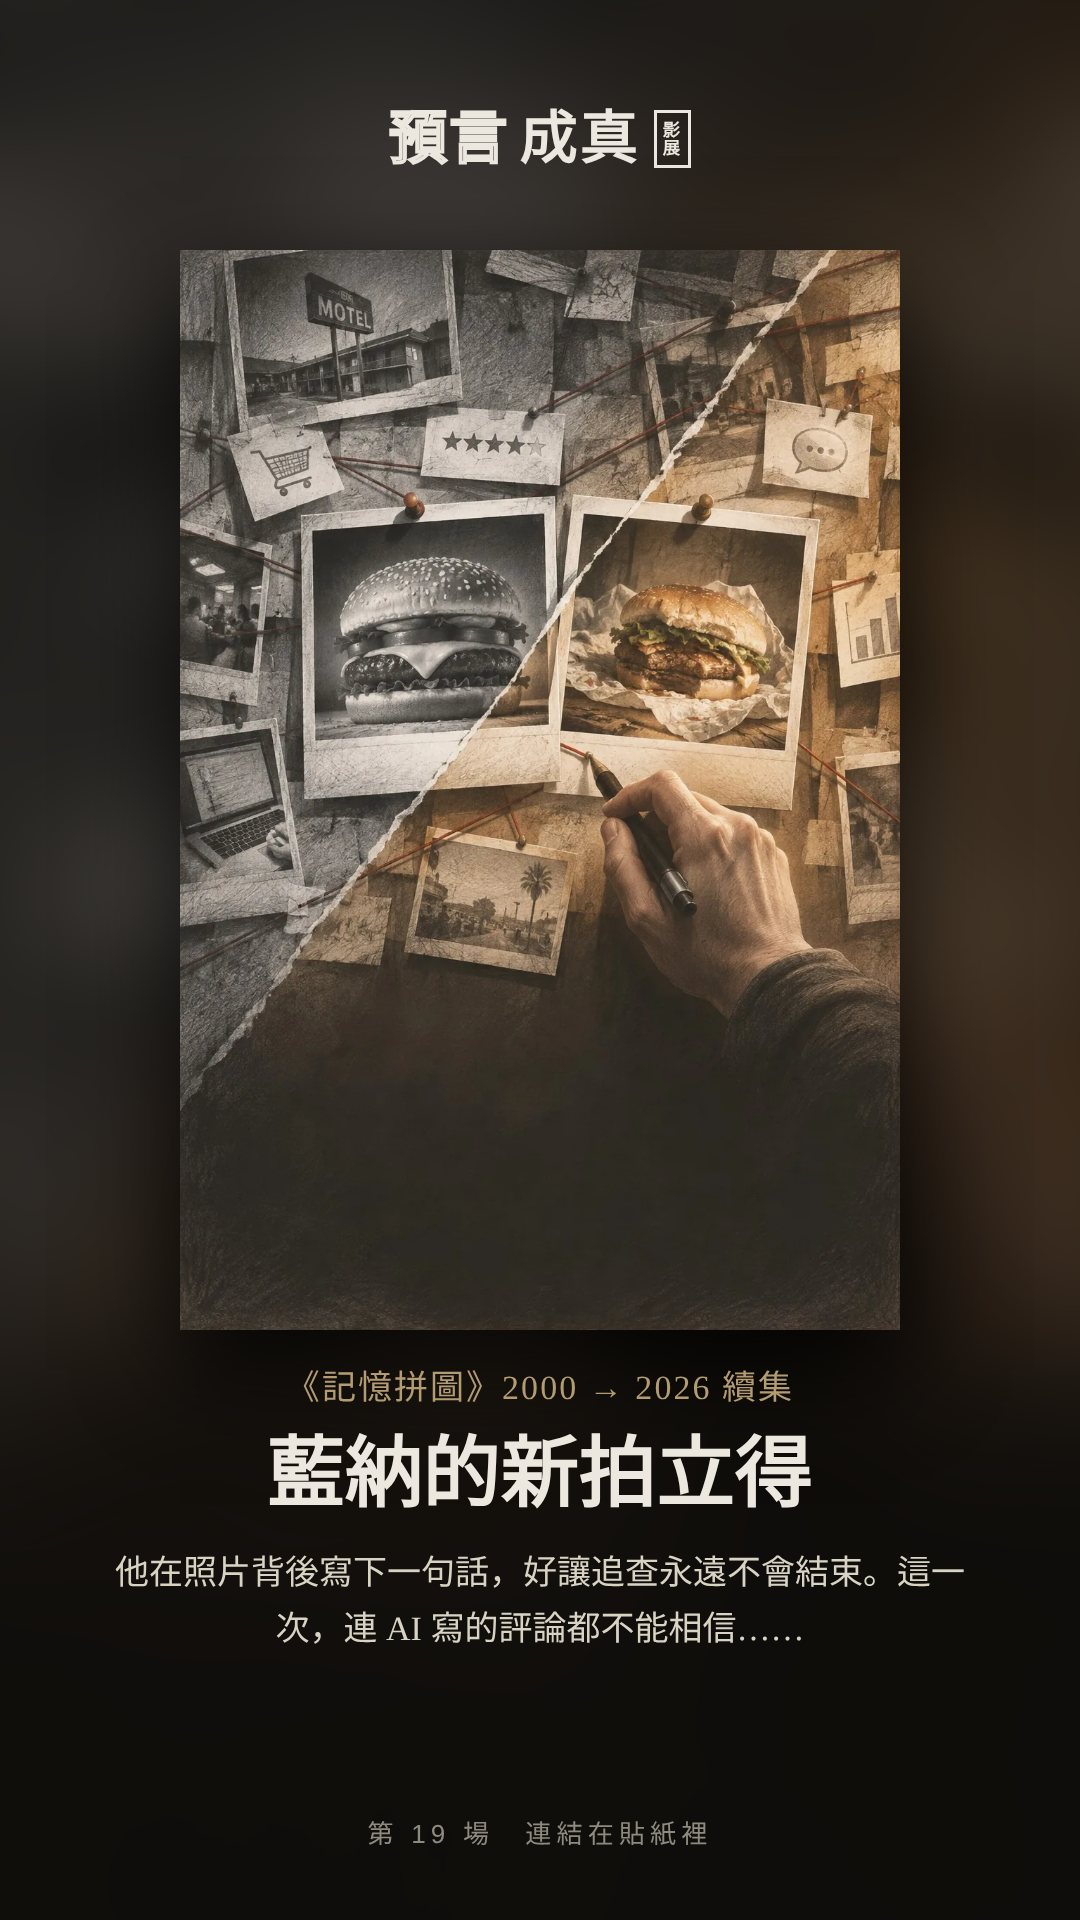 預言成真 影展
MOTEL
《記憶拼圖》2000 → 2026 續集
藍納的新拍立得
他在照片背後寫下一句話，好讓追查永遠不會結束。這一
次，連 AI 寫的評論都不能相信……
第 19 場　連結在貼紙裡